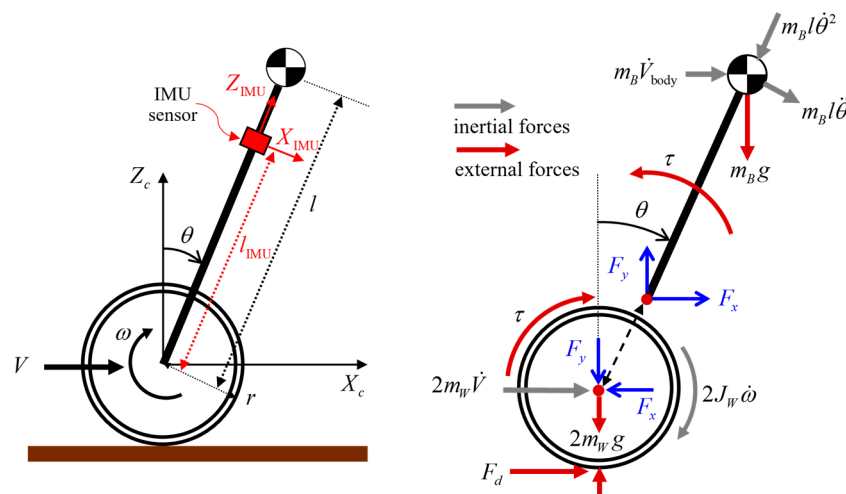 IMU
sensor
Z_IMU
X_IMU
Z_c
θ
l
l_IMU
ω
V
r
X_c
inertial forces
external forces
m_B l θ̇²
m_B V̇_body
m_B l θ̈
m_B g
τ
θ
F_y
F_x
τ
F_y
2m_W V̇
F_x
2J_W ω̇
2m_W g
F_d